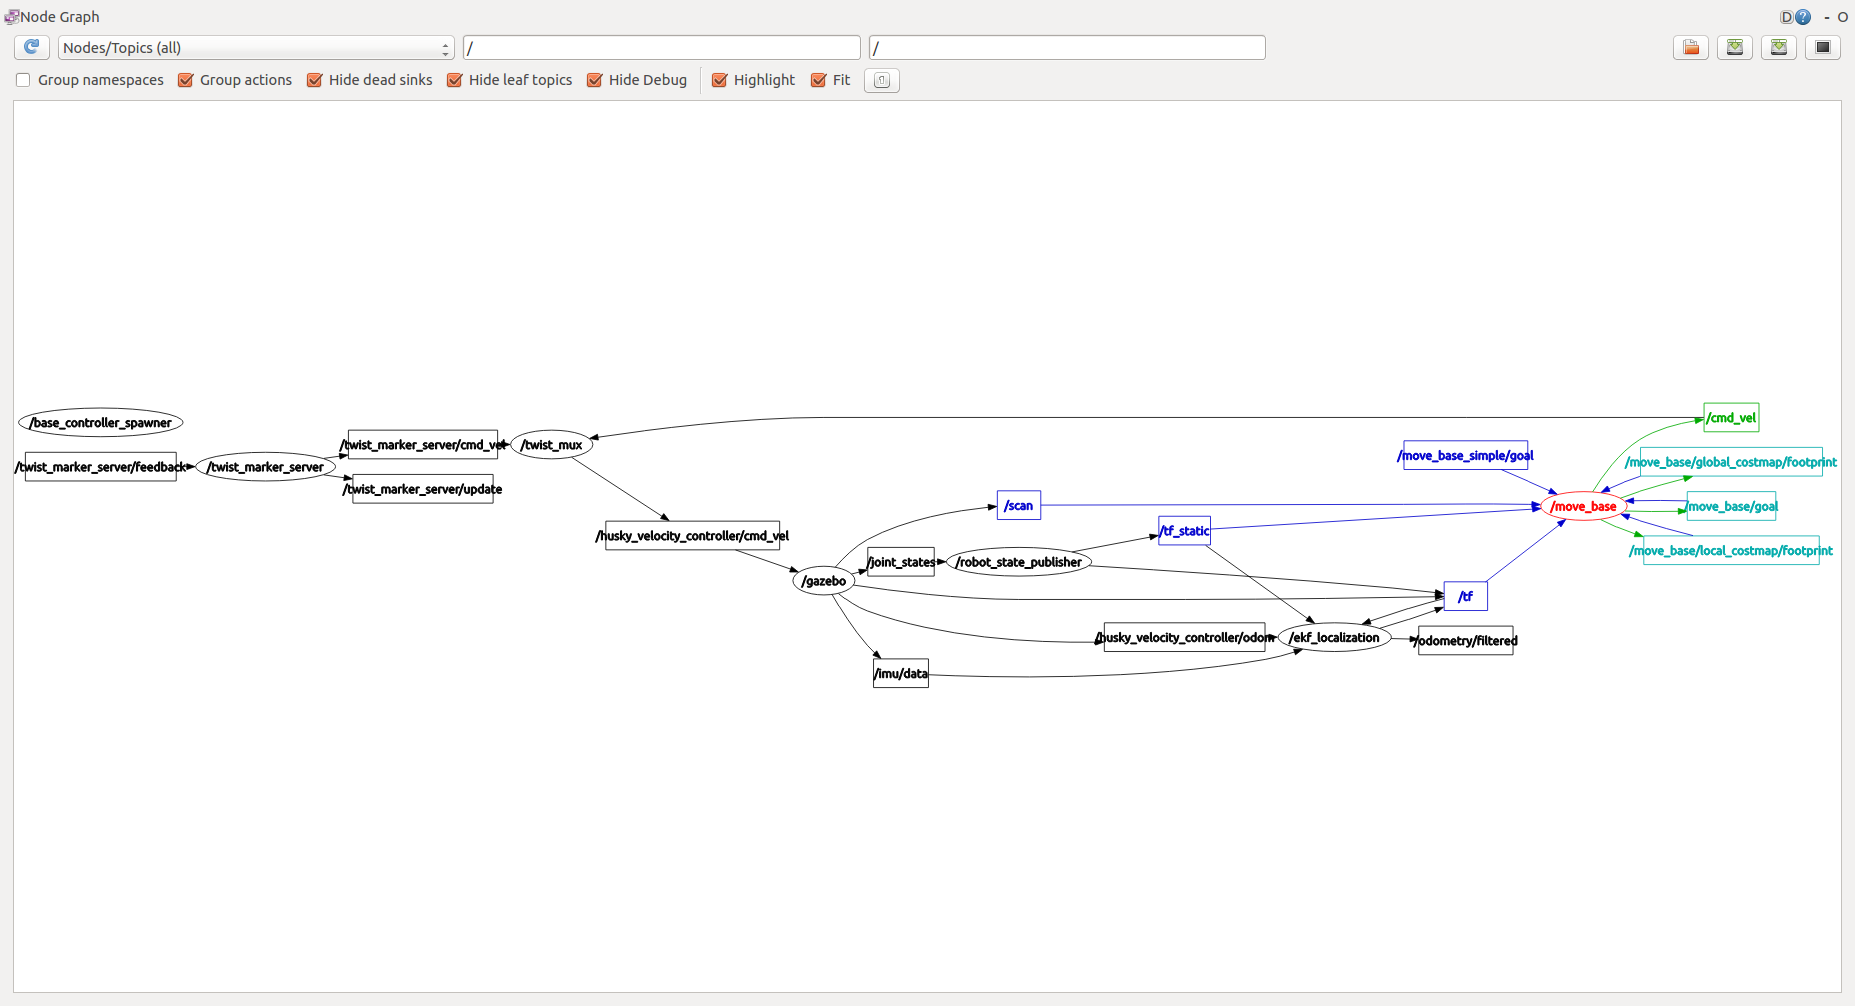 Node Graph
D ? - O
Nodes/Topics (all)
/
/
Group namespaces
Group actions
Hide dead sinks
Hide leaf topics
Hide Debug
Highlight
Fit
/base_controller_spawner
/twist_marker_server/feedback
/twist_marker_server
/twist_marker_server/cmd_vel
/twist_marker_server/update
/twist_mux
/husky_velocity_controller/cmd_vel
/gazebo
/scan
/joint_states
/robot_state_publisher
/tf_static
/husky_velocity_controller/odom
/imu/data
/ekf_localization
/tf
/odometry/filtered
/move_base_simple/goal
/move_base
/cmd_vel
/move_base/global_costmap/footprint
/move_base/goal
/move_base/local_costmap/footprint